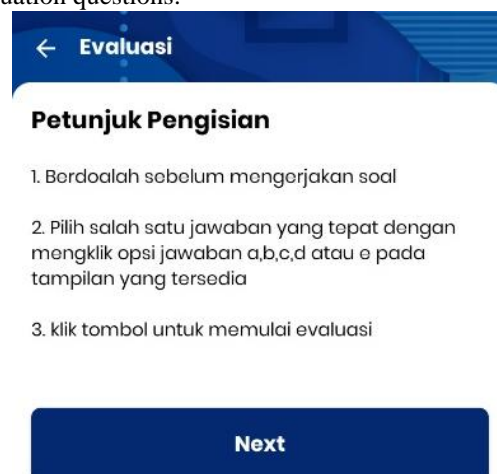 uation questions.
← Evaluasi
Petunjuk Pengisian
1. Berdoalah sebelum mengerjakan soal
2. Pilih salah satu jawaban yang tepat dengan
mengklik opsi jawaban a,b,c,d atau e pada
tampilan yang tersedia
3. klik tombol untuk memulai evaluasi
Next